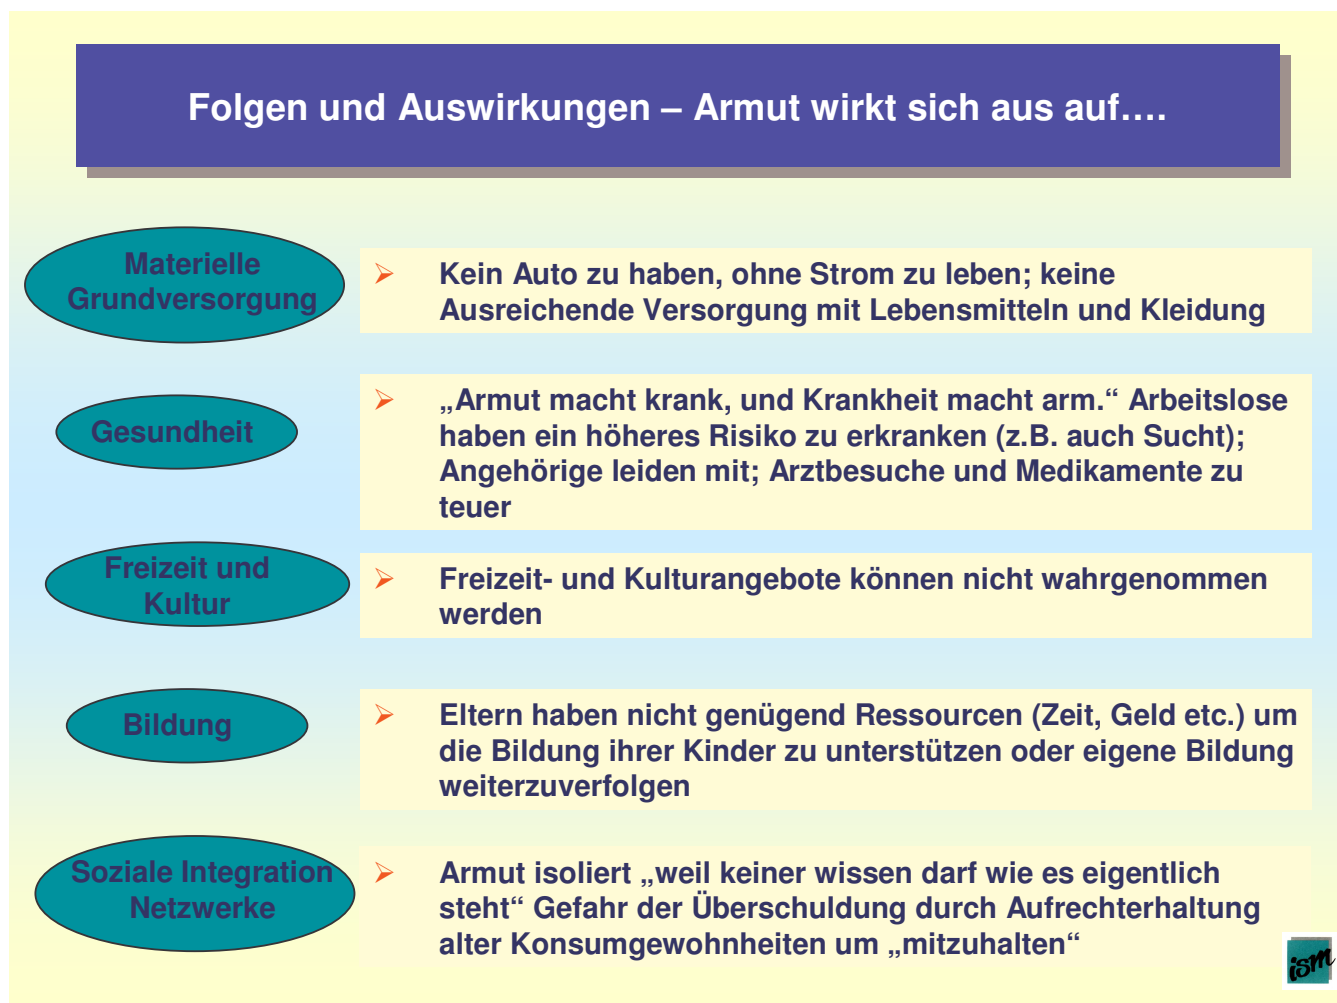 Folgen und Auswirkungen – Armut wirkt sich aus auf….
Materielle
Grundversorgung
Kein Auto zu haben, ohne Strom zu leben; keine
Ausreichende Versorgung mit Lebensmitteln und Kleidung
Gesundheit
„Armut macht krank, und Krankheit macht arm.“ Arbeitslose
haben ein höheres Risiko zu erkranken (z.B. auch Sucht);
Angehörige leiden mit; Arztbesuche und Medikamente zu
teuer
Freizeit und
Kultur
Freizeit- und Kulturangebote können nicht wahrgenommen
werden
Bildung
Eltern haben nicht genügend Ressourcen (Zeit, Geld etc.) um
die Bildung ihrer Kinder zu unterstützen oder eigene Bildung
weiterzuverfolgen
Soziale Integration
Netzwerke
Armut isoliert „weil keiner wissen darf wie es eigentlich
steht“ Gefahr der Überschuldung durch Aufrechterhaltung
alter Konsumgewohnheiten um „mitzuhalten“
ism